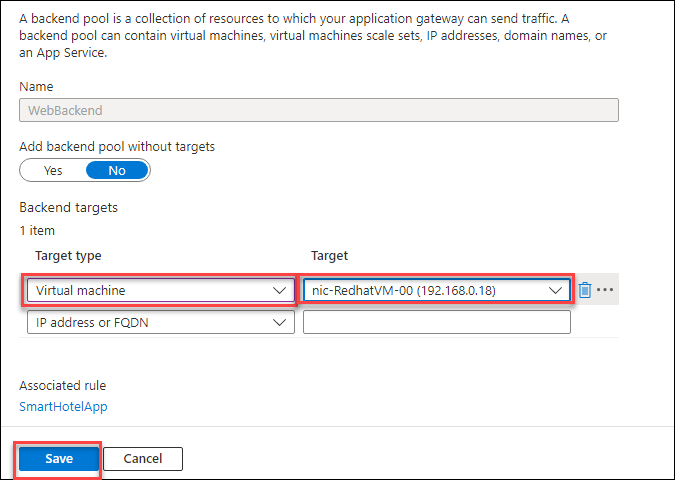 A backend pool is a collection of resources to which your application gateway can send traffic. A
backend pool can contain virtual machines, virtual machines scale sets, IP addresses, domain names, or
an App Service.
Name
WebBackend
Add backend pool without targets
Yes No
Backend targets
1 item
Target type Target
Virtual machine nic-RedhatVM-00 (192.168.0.18)
IP address or FQDN
Associated rule
SmartHotelApp
Save Cancel